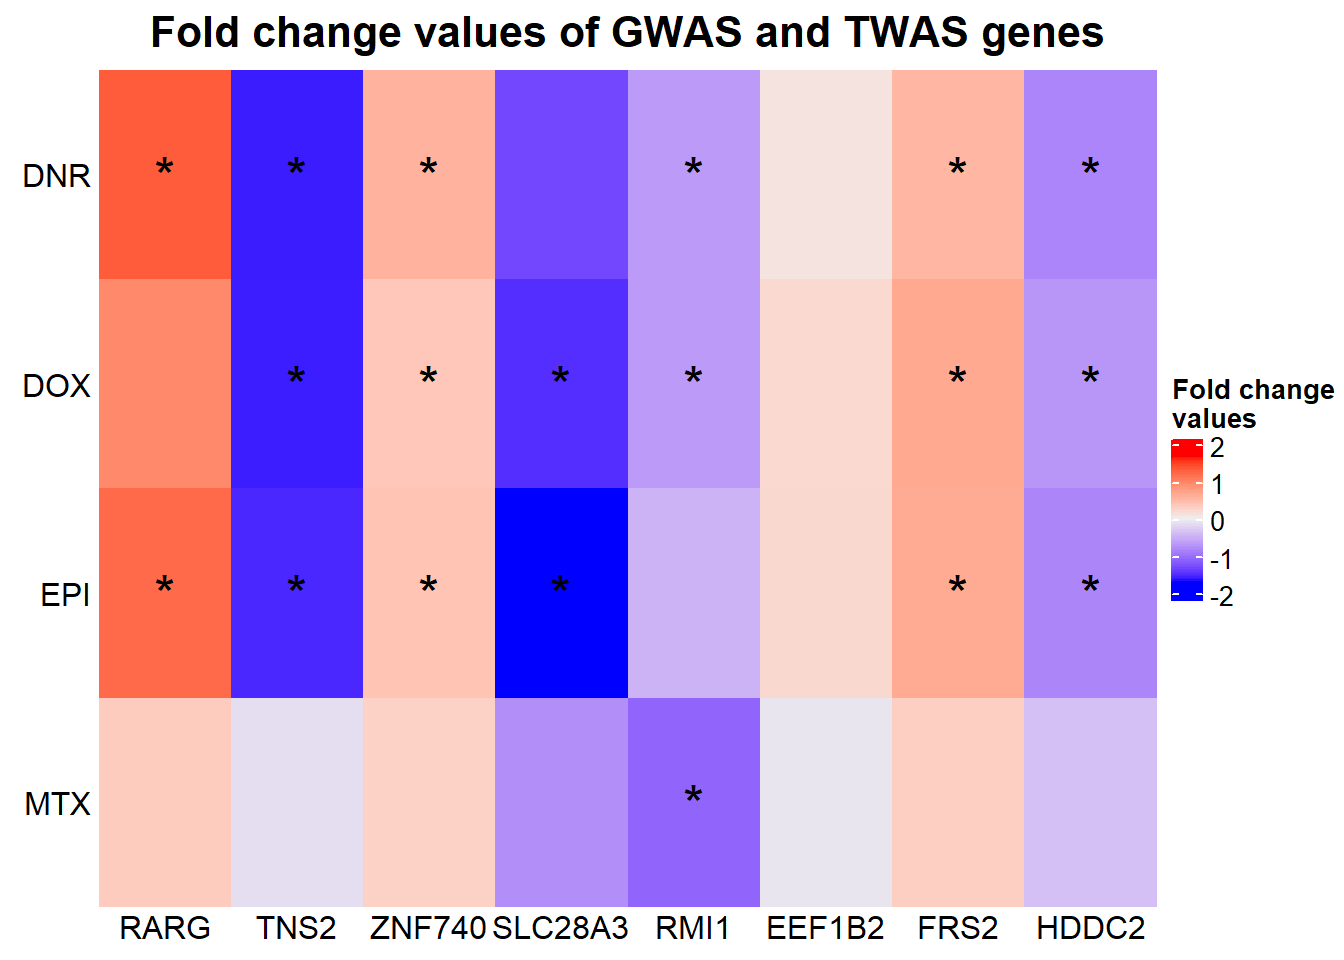 Fold change values of GWAS and TWAS genes
DNR * * * * * *
DOX * * * * * *
EPI * * * * * *
MTX *
RARG TNS2 ZNF740 SLC28A3 RMI1 EEF1B2 FRS2 HDDC2
Fold change
values
2
1
0
-1
-2